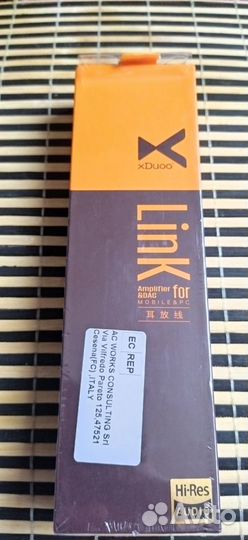 xDuoo
Link
Amplifier
&DAC
for
MOBILE&PC
耳放线
EC REP
AC WORKS CONSULTING Srl
Via Vilfredo Pareto 125,47521
Cesena(FC) ,ITALY
Hi-Res
AUDIO
Avito